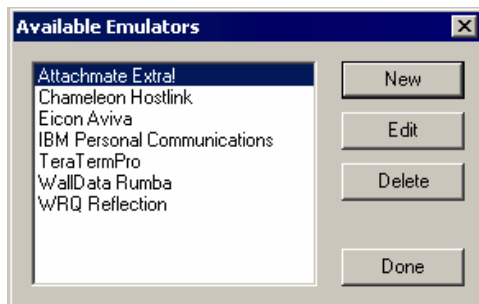 Available Emulators
Attachmate Extra!
Chameleon Hostlink
Eicon Aviva
IBM Personal Communications
TeraTermPro
WallData Rumba
WRQ Reflection
New
Edit
Delete
Done